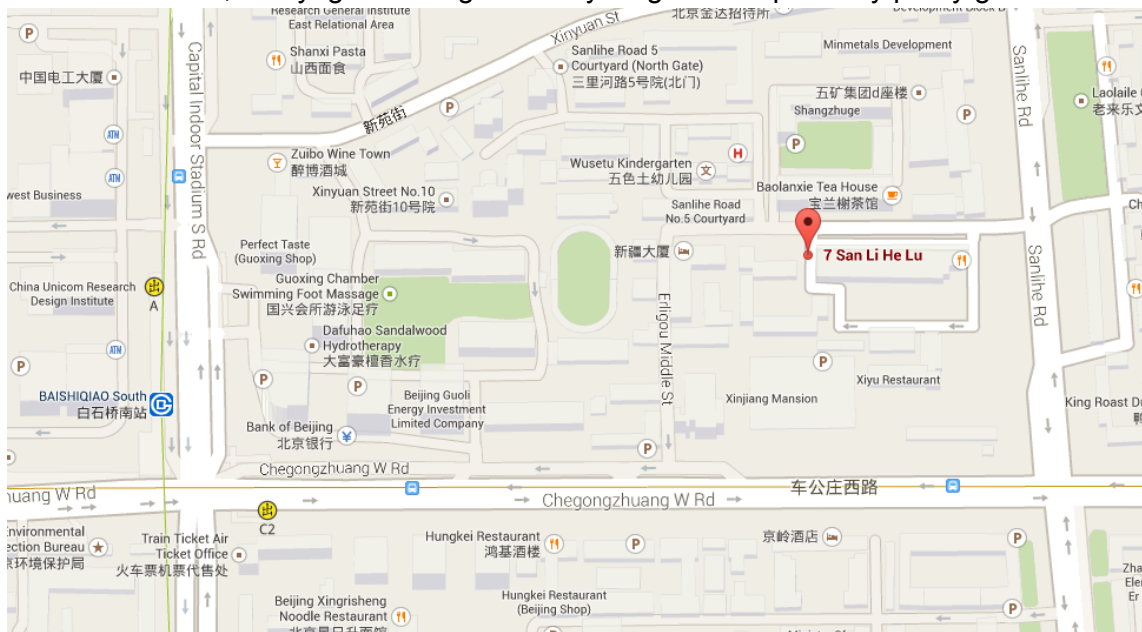 Research General Institute
East Relational Area
Xinyuan St
北京金达招待所
P
Shanxi Pasta
山西面食
Sanlihe Road 5
Courtyard (North Gate)
三里河路5号院(北门)
Minmetals Development
中国电工大厦
Capital Indoor Stadium S Rd
五矿集团d座楼
Shangzhuge
Sanlihe Rd
Laolaile
老来乐文
P
新苑街
P
P
ATM
Zuibo Wine Town
醉博酒城
Wusetu Kindergarten
五色土幼儿园
文
H
ATM
west Business
Xinyuan Street No.10
新苑街10号院
Baolanxie Tea House
宝兰榭茶馆
Sanlihe Road
No.5 Courtyard
Perfect Taste
(Guoxing Shop)
新疆大厦
7 San Li He Lu
China Unicom Research
Design Institute
出
A
Guoxing Chamber
Swimming Foot Massage
国兴会所游泳足疗
Erligou Middle St
Sanlihe Rd
Dafuhao Sandalwood
Hydrotherapy
大富豪檀香水疗
ATM
P
P
P
P
Xiyu Restaurant
BAISHIQIAO South
白石桥南站
Beijing Guoli
Energy Investment
Limited Company
Xinjiang Mansion
King Roast
Bank of Beijing
北京银行
¥
P
Chegongzhuang W Rd
Chegongzhuang W Rd
车公庄西路
出
C2
Train Ticket Air
Ticket Office
火车票机票代售处
Hungkei Restaurant
鸿基酒楼
P
京岭酒店
P
Hungkei Restaurant
(Beijing Shop)
Beijing Xingrisheng
Noodle Restaurant
P